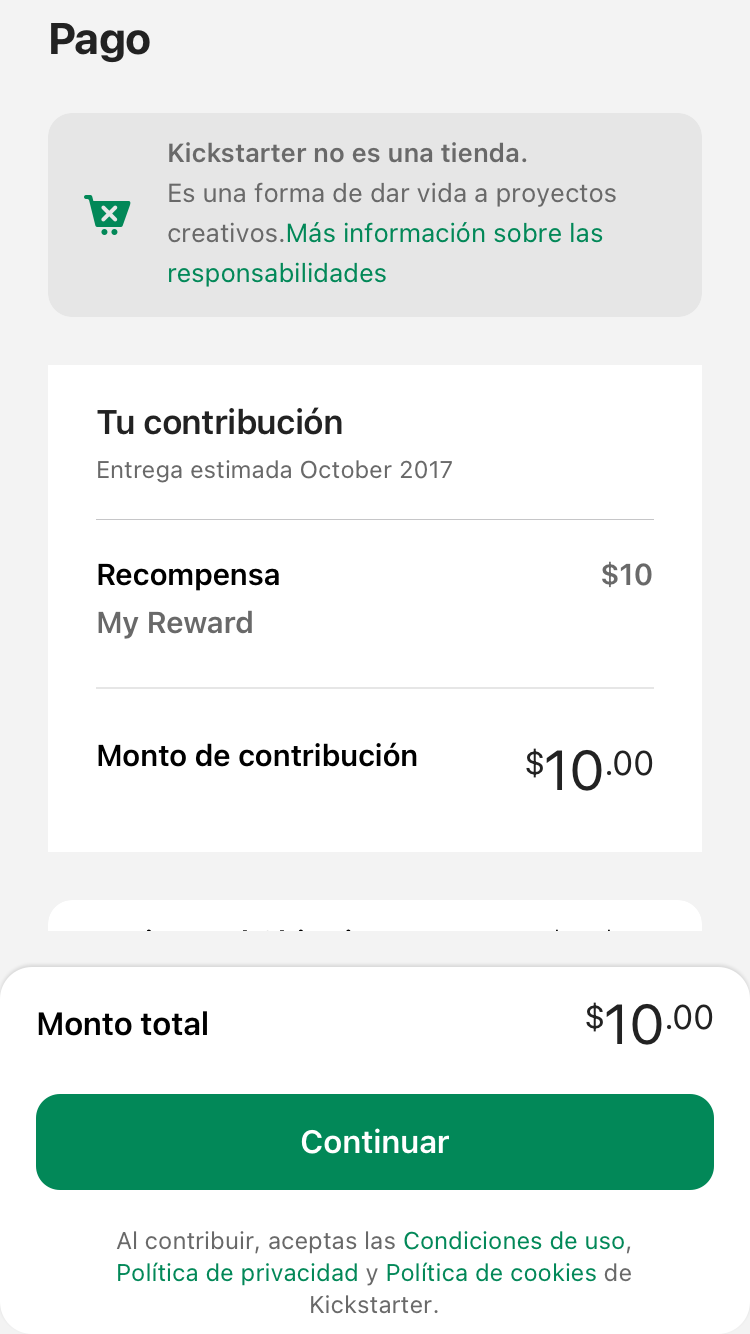 Pago
Kickstarter no es una tienda.
Es una forma de dar vida a proyectos
creativos.Más información sobre las
responsabilidades
Tu contribución
Entrega estimada October 2017
Recompensa $10
My Reward
Monto de contribución $10.00
Monto total $10.00
Continuar
Al contribuir, aceptas las Condiciones de uso,
Política de privacidad y Política de cookies de
Kickstarter.